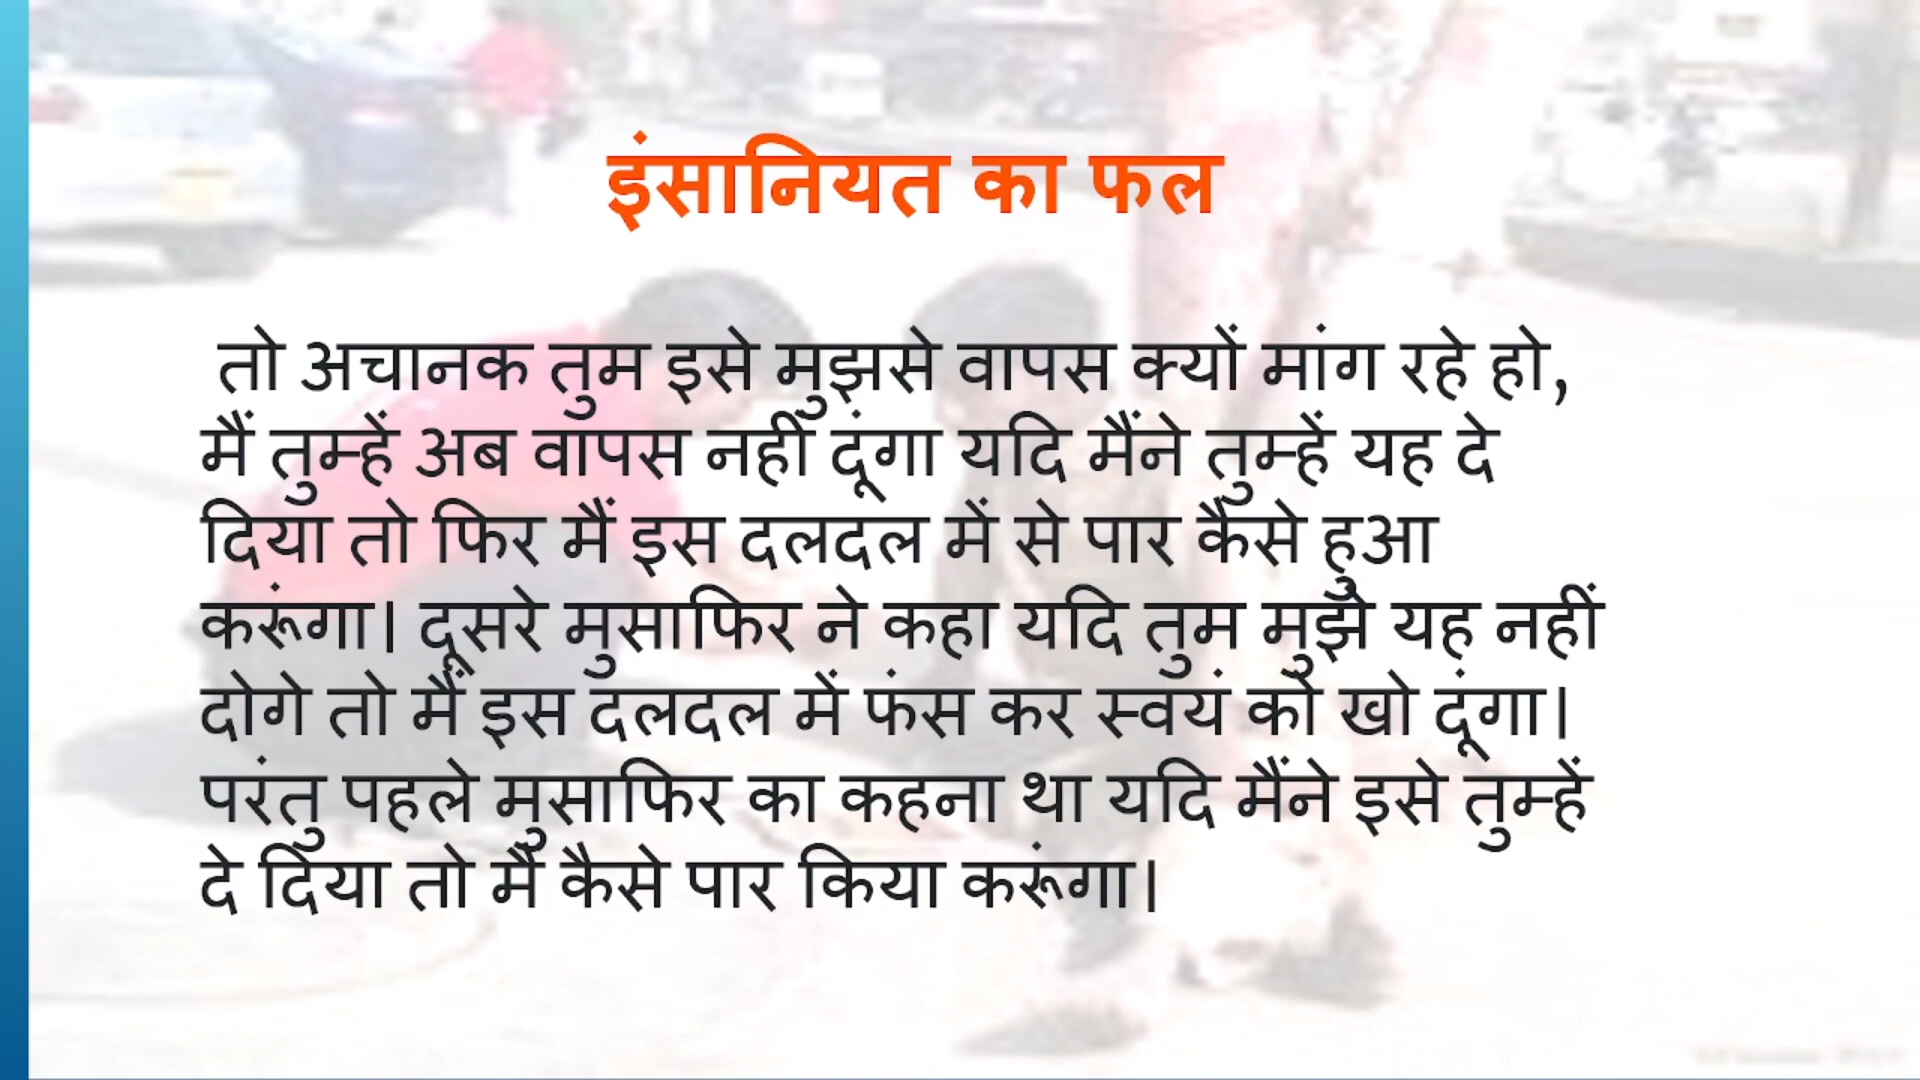 इंसानियत का फल
तो अचानक तुम इसे मुझसे वापस क्यों मांग रहे हो,
मैं तुम्हें अब वापस नहीं दूंगा यदि मैंने तुम्हें यह दे
दिया तो फिर मैं इस दलदल में से पार कैसे हुआ
करूंगा। दूसरे मुसाफिर ने कहा यदि तुम मुझे यह नहीं
दोगे तो मैं इस दलदल में फंस कर स्वयं को खो दूंगा।
परंतु पहले मुसाफिर का कहना था यदि मैंने इसे तुम्हें
दे दिया तो मैं कैसे पार किया करूंगा।